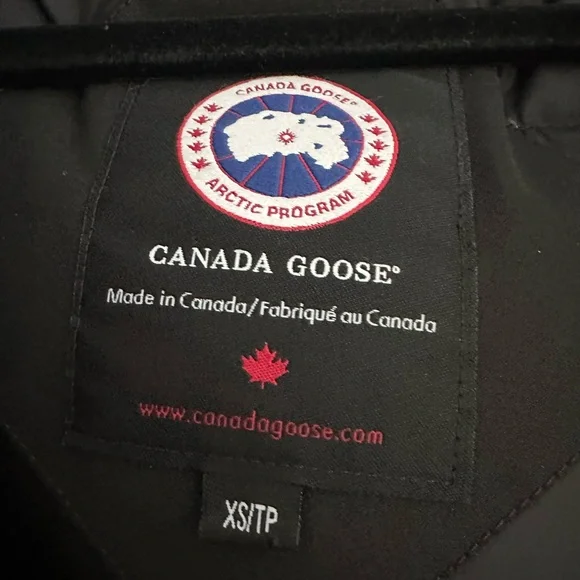 CANADA GOOSE®
ARCTIC PROGRAM
CANADA GOOSE®
Made in Canada/Fabriqué au Canada
www.canadagoose.com
XS/TP